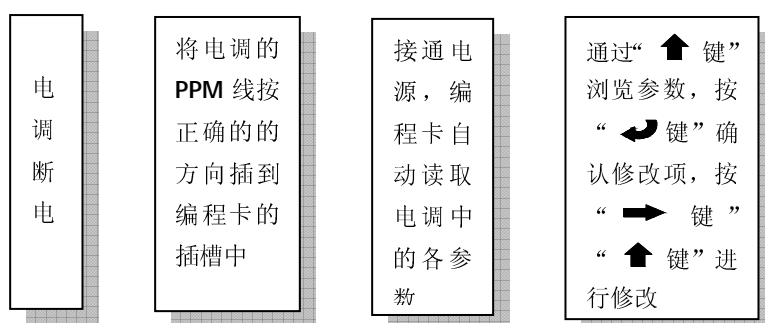 电
调
断
电
将电调的
PPM 线按
正确的的
方向插到
编程卡的
插槽中
接通电
源，编
程卡自
动读取
电调中
的各参
数
通过“⬆ 键”
浏览参数，按
“⤶ 键”确
认修改项，按
“➡ 键”
“⬆ 键”进
行修改